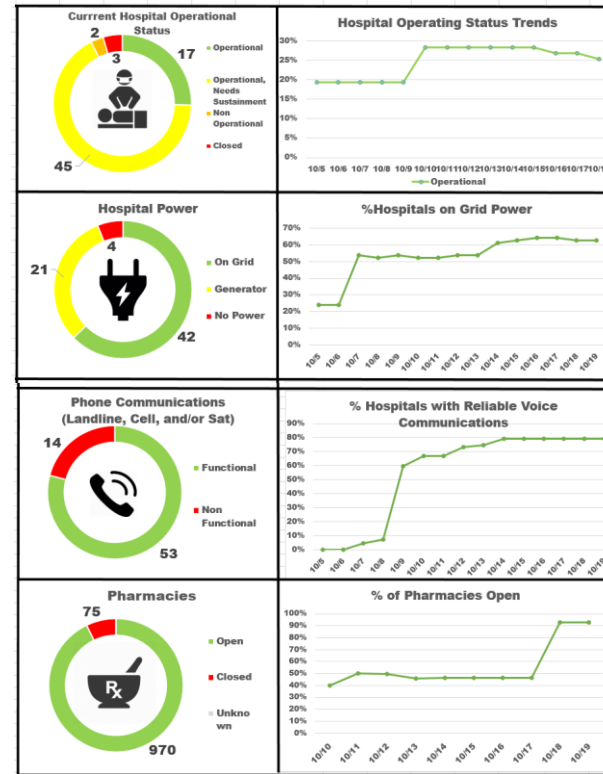 Currrent Hospital Operational
Status
2
3
17
45
Operational
Operational,
Needs
Sustainment
Non
Operational
Closed
Hospital Operating Status Trends
30%
25%
20%
15%
10%
5%
0%
10/5 10/6 10/7 10/8 10/9 10/10 10/11 10/12 10/13 10/14 10/15 10/16 10/17
Operational
Hospital Power
4
21
42
On Grid
Generator
No Power
%Hospitals on Grid Power
70%
60%
50%
40%
30%
20%
10%
0%
10/5 10/6 10/7 10/8 10/9 10/10 10/11 10/12 10/13 10/14 10/15 10/16 10/17 10/18 10/19
Phone Communications
(Landline, Cell, and/or Sat)
14
53
Functional
Non
Functional
% Hospitals with Reliable Voice
Communications
90%
80%
70%
60%
50%
40%
30%
20%
10%
0%
10/5 10/6 10/7 10/8 10/9 10/10 10/11 10/12 10/13 10/14 10/15 10/16 10/17 10/18 10/19
Pharmacies
75
Rx
970
Open
Closed
Unkno
wn
% of Pharmacies Open
100%
90%
80%
70%
60%
50%
40%
30%
20%
10%
0%
10/10 10/11 10/12 10/13 10/14 10/15 10/16 10/17 10/18 10/19